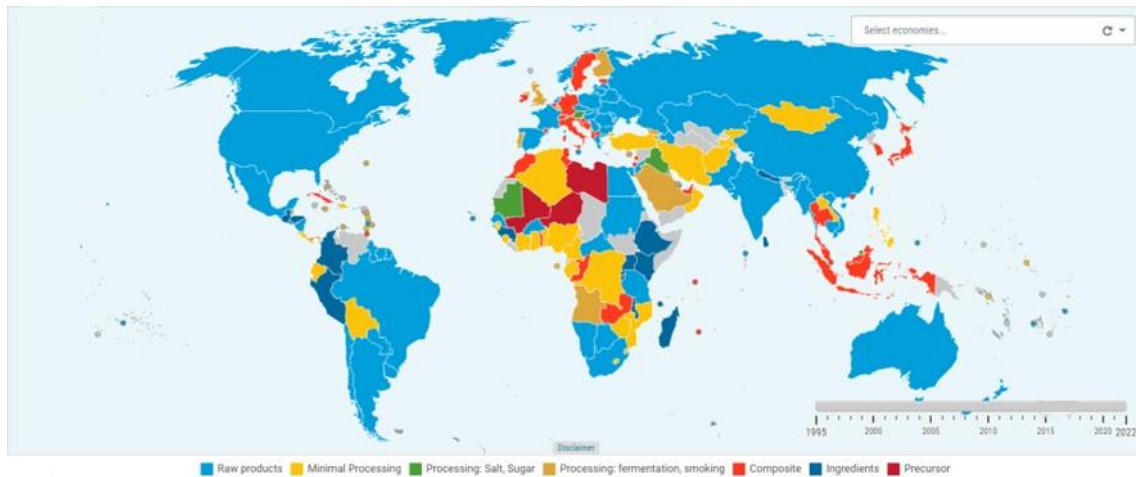 Select economies...
1995 2000 2005 2010 2015 2020 2022
Disclaimer
Raw products Minimal Processing Processing: Salt, Sugar Processing: fermentation, smoking Composite Ingredients Precursor